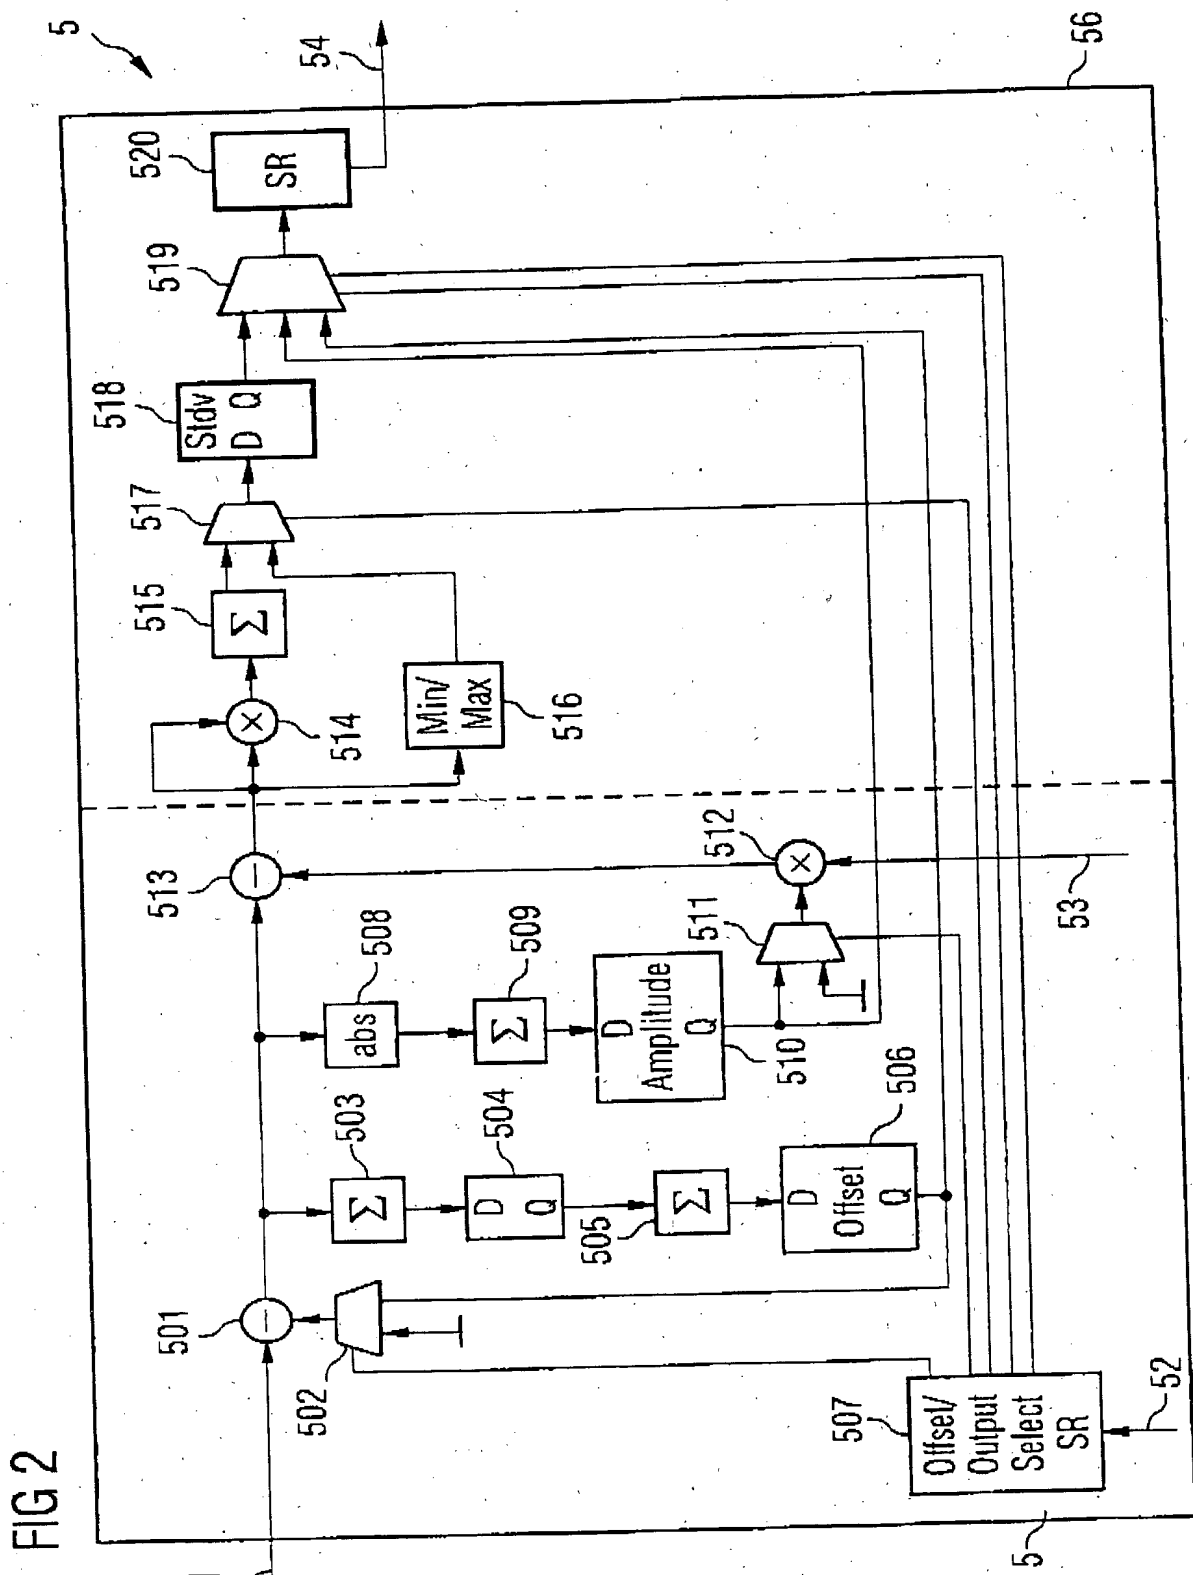 FIG 2
5
54
56
520
SR
519
518
Stdv
D Q
517
515
Σ
514
×
Min/
Max
516
513
−
512
×
53
511
508
abs
509
Σ
D
Amplitude
Q
510
503
Σ
504
D
Q
505
Σ
506
D
Offset
Q
501
−
502
507
Offset/
Output
Select
SR
52
5